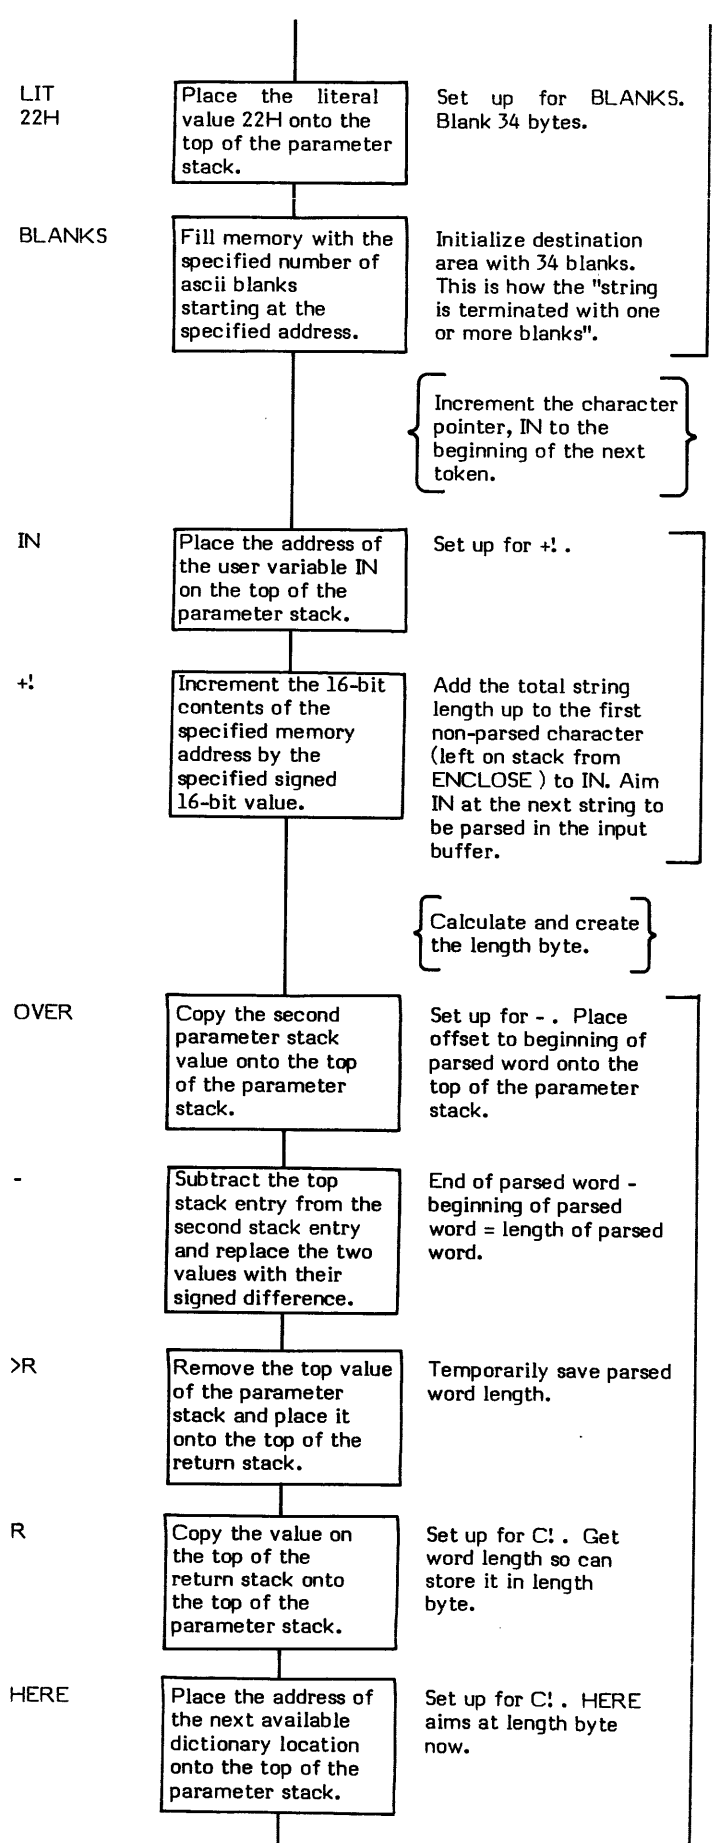 LIT
22H
Place the literal
value 22H onto the
top of the parameter
stack.
Set up for BLANKS.
Blank 34 bytes.
BLANKS
Fill memory with the
specified number of
ascii blanks
starting at the
specified address.
Initialize destination
area with 34 blanks.
This is how the "string
is terminated with one
or more blanks".
Increment the character
pointer, IN to the
beginning of the next
token.
IN
Place the address of
the user variable IN
on the top of the
parameter stack.
Set up for +! .
+!
Increment the 16-bit
contents of the
specified memory
address by the
specified signed
16-bit value.
Add the total string
length up to the first
non-parsed character
(left on stack from
ENCLOSE ) to IN. Aim
IN at the next string to
be parsed in the input
buffer.
Calculate and create
the length byte.
OVER
Copy the second
parameter stack
value onto the top
of the parameter
stack.
Set up for - . Place
offset to beginning of
parsed word onto the
top of the parameter
stack.
-
Subtract the top
stack entry from the
second stack entry
and replace the two
values with their
signed difference.
End of parsed word -
beginning of parsed
word = length of parsed
word.
>R
Remove the top value
of the parameter
stack and place it
onto the top of the
return stack.
Temporarily save parsed
word length.
R
Copy the value on
the top of the
return stack onto
the top of the
parameter stack.
Set up for C! . Get
word length so can
store it in length
byte.
HERE
Place the address of
the next available
dictionary location
onto the top of the
parameter stack.
Set up for C! . HERE
aims at length byte
now.